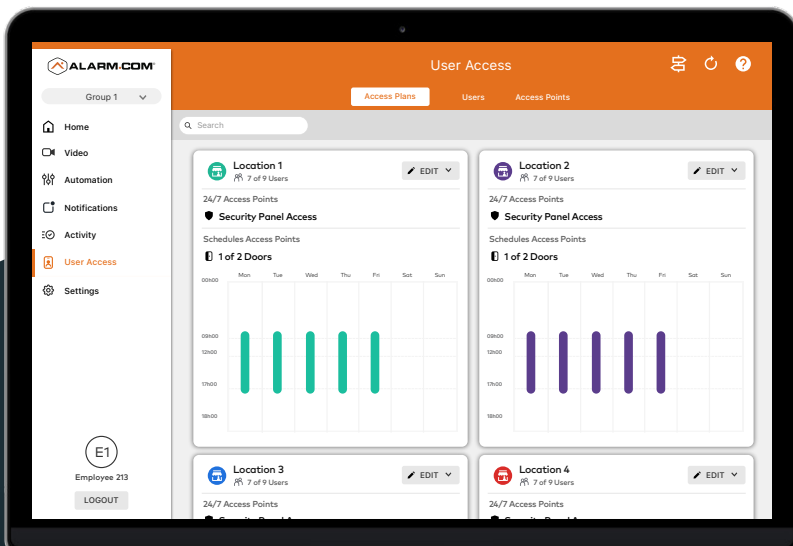 ALARM.COM
Group 1
Home
Video
Automation
Notifications
Activity
User Access
Settings
E1
Employee 213
LOGOUT
User Access
Access Plans Users Access Points
Search
Location 1
7 of 9 Users
EDIT
24/7 Access Points
Security Panel Access
Schedules Access Points
1 of 2 Doors
Mon Tue Wed Thu Fri Sat Sun
00h00
09h00
12h00
17h00
18h00
Location 2
7 of 9 Users
EDIT
24/7 Access Points
Security Panel Access
Schedules Access Points
1 of 2 Doors
Mon Tue Wed Thu Fri Sat Sun
00h00
09h00
12h00
17h00
18h00
Location 3
7 of 9 Users
EDIT
24/7 Access Points
Location 4
7 of 9 Users
EDIT
24/7 Access Points